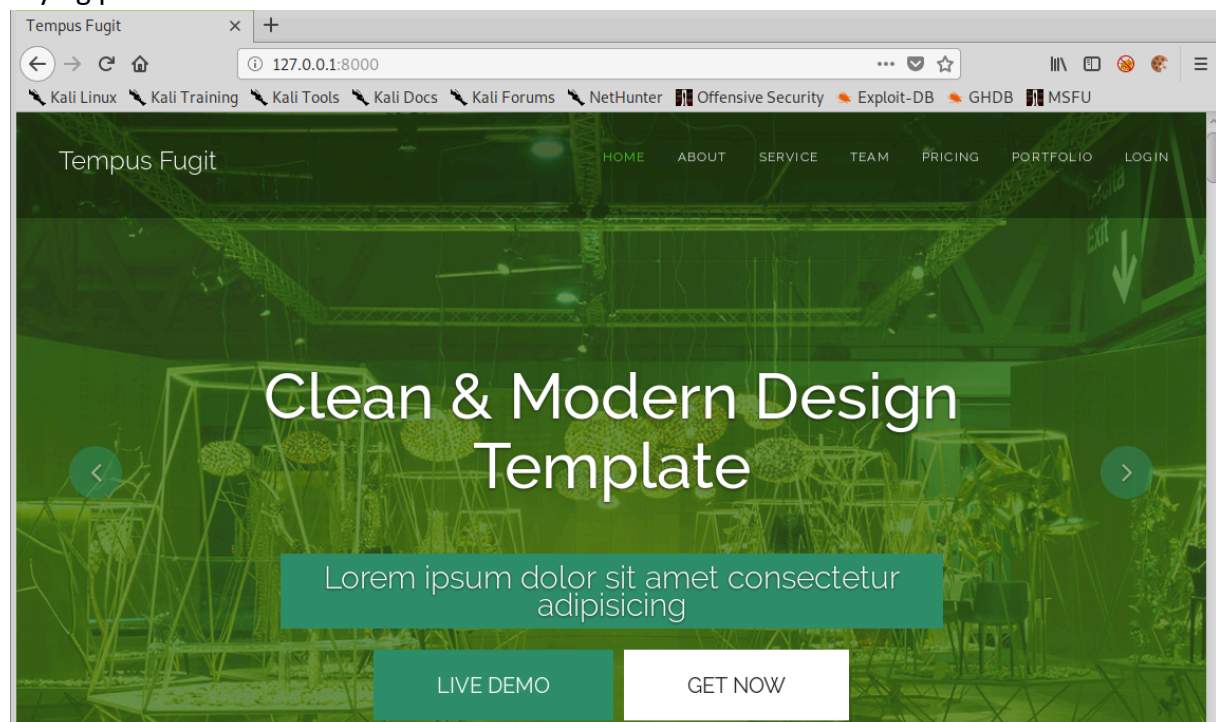 Tempus Fugit
127.0.0.1:8000
Kali Linux Kali Training Kali Tools Kali Docs Kali Forums NetHunter Offensive Security Exploit-DB GHDB MSFU
Tempus Fugit HOME ABOUT SERVICE TEAM PRICING PORTFOLIO LOGIN
Exit
Clean & Modern Design
Template
Lorem ipsum dolor sit amet consectetur
adipisicing
LIVE DEMO GET NOW